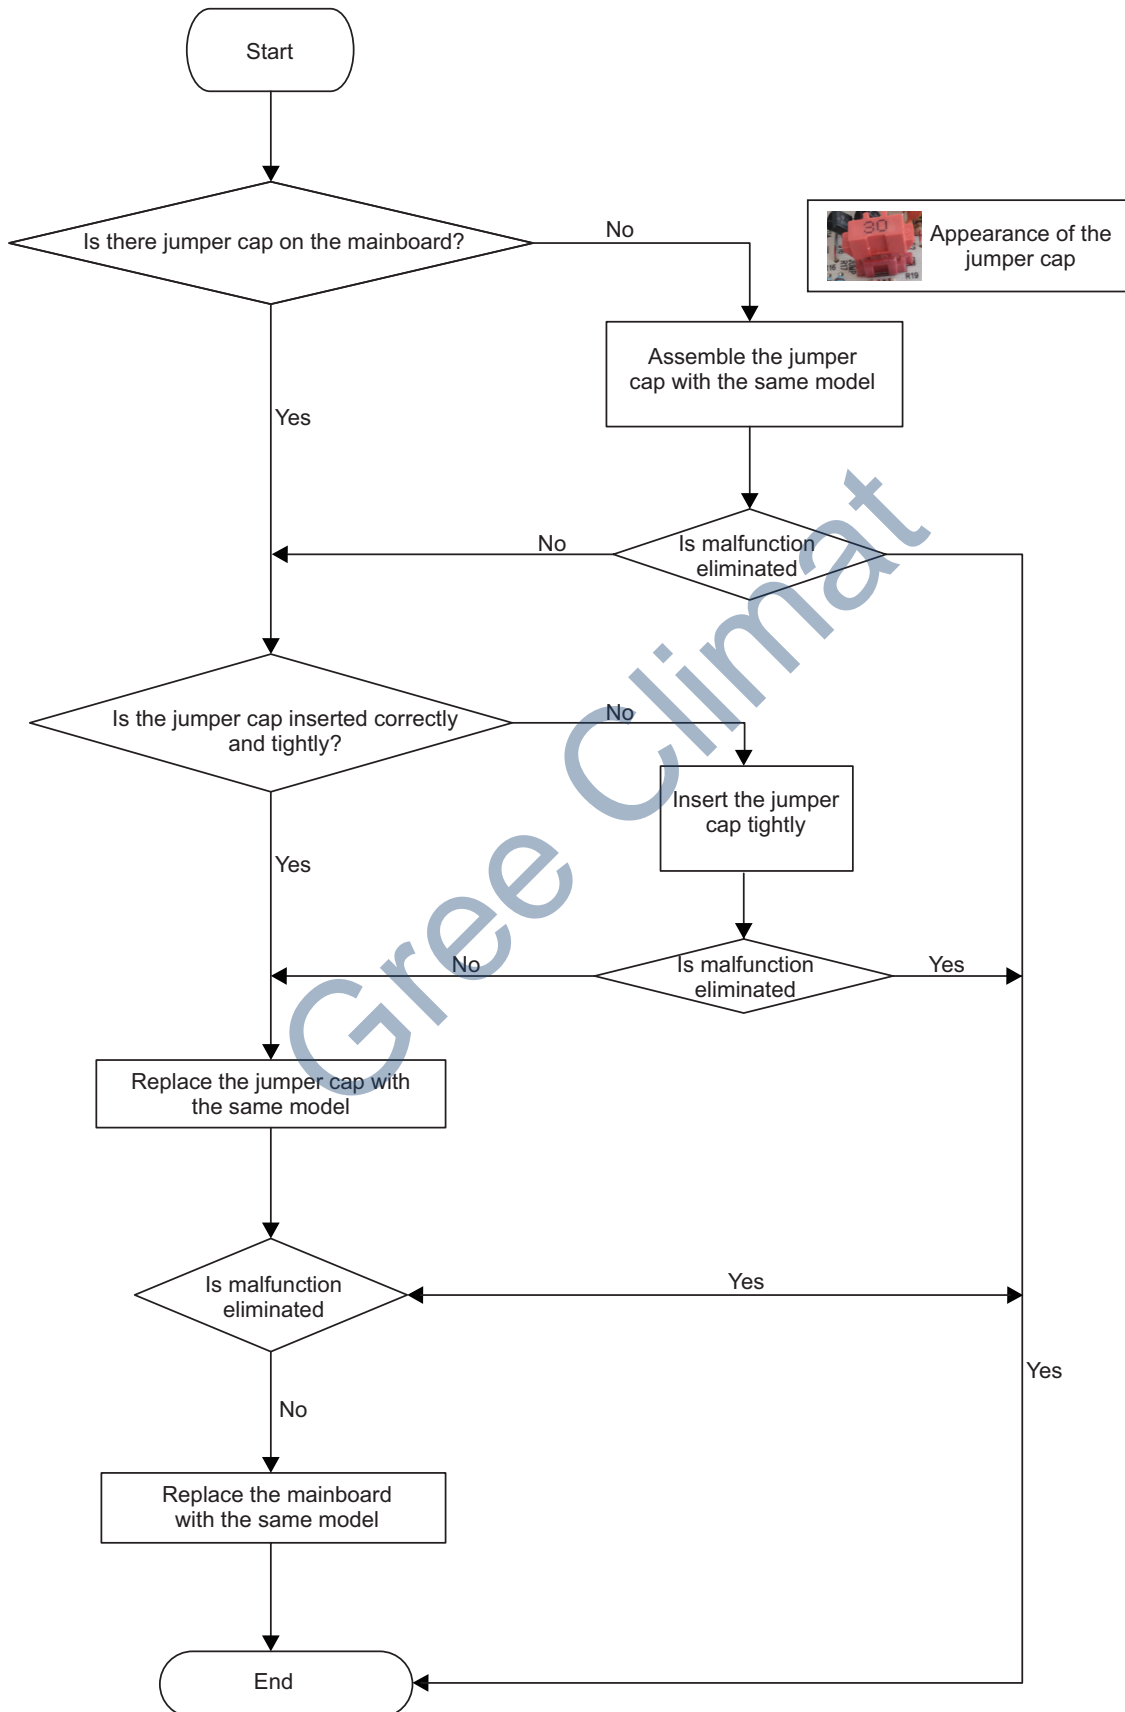 Start
Is there jumper cap on the mainboard?
No
30
R19
Appearance of the
jumper cap
Assemble the jumper
cap with the same model
Yes
Is malfunction
eliminated
No
Is the jumper cap inserted correctly
and tightly?
No
Insert the jumper
cap tightly
Yes
Is malfunction
eliminated
No
Yes
Replace the jumper cap with
the same model
Is malfunction
eliminated
Yes
Yes
No
Replace the mainboard
with the same model
End
Gree Climat